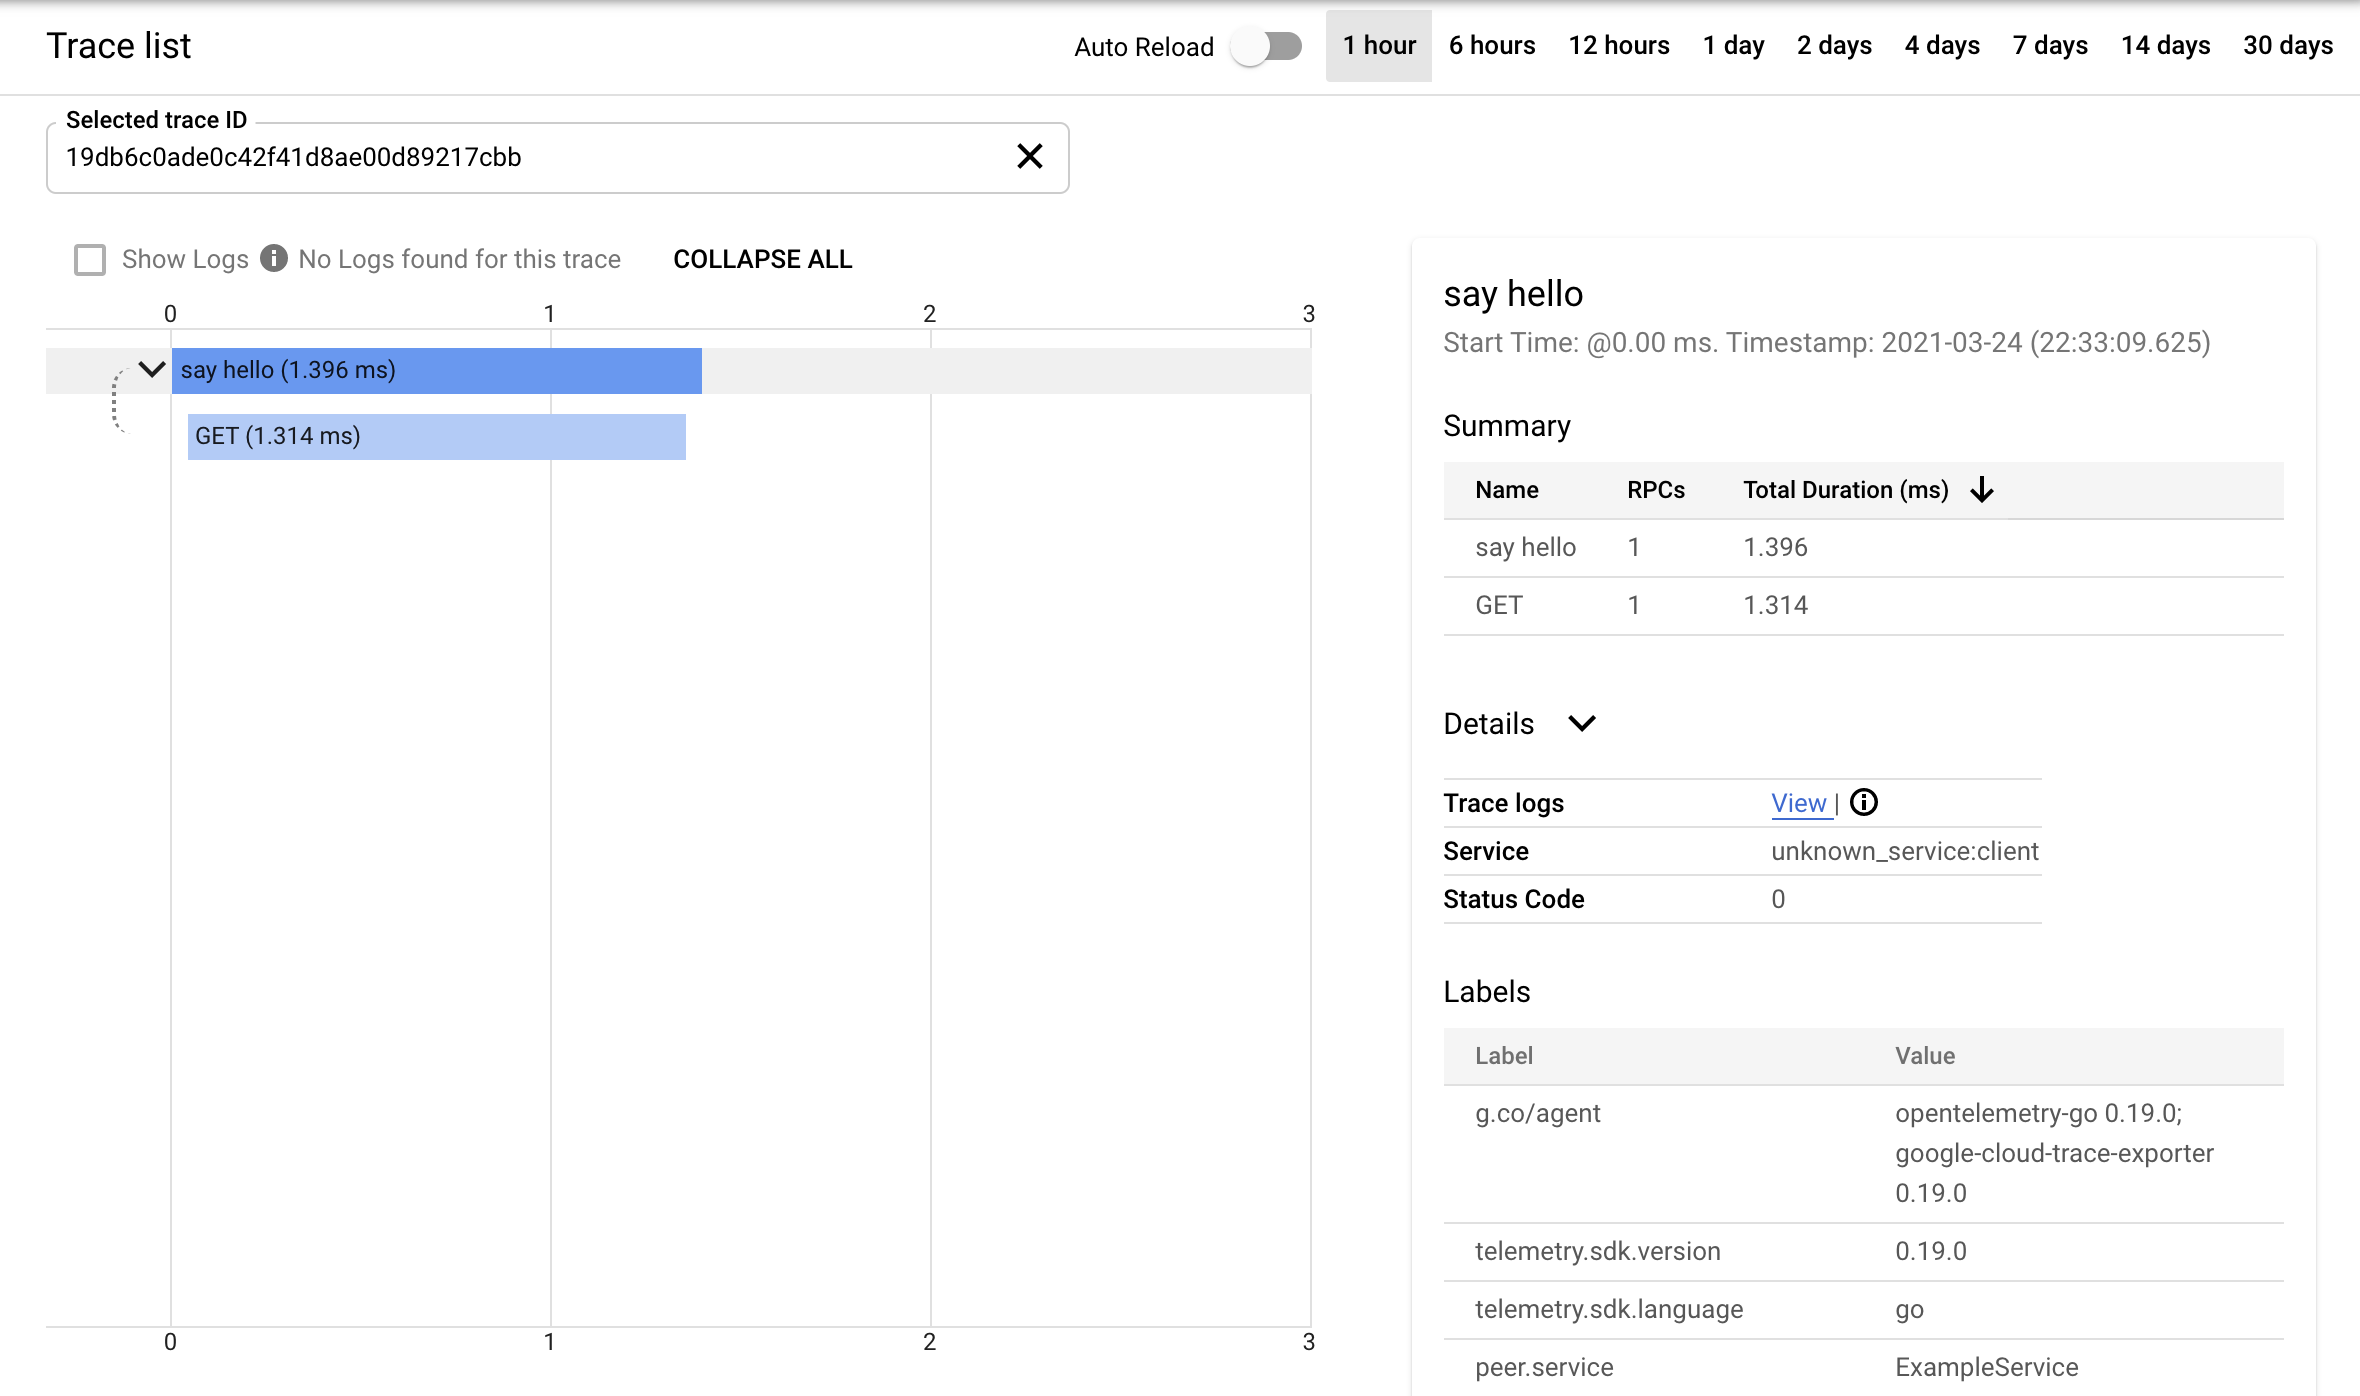 Trace list
Auto Reload
1 hour 6 hours 12 hours 1 day 2 days 4 days 7 days 14 days 30 days
Selected trace ID
19db6c0ade0c42f41d8ae00d89217cbb
Show Logs No Logs found for this trace COLLAPSE ALL
0 1 2 3
say hello (1.396 ms)
GET (1.314 ms)
0 1 2 3
say hello
Start Time: @0.00 ms. Timestamp: 2021-03-24 (22:33:09.625)
Summary
Name RPCs Total Duration (ms)
say hello 1 1.396
GET 1 1.314
Details
Trace logs View |
Service unknown_service:client
Status Code 0
Labels
Label Value
g.co/agent opentelemetry-go 0.19.0;
google-cloud-trace-exporter
0.19.0
telemetry.sdk.version 0.19.0
telemetry.sdk.language go
peer.service ExampleService